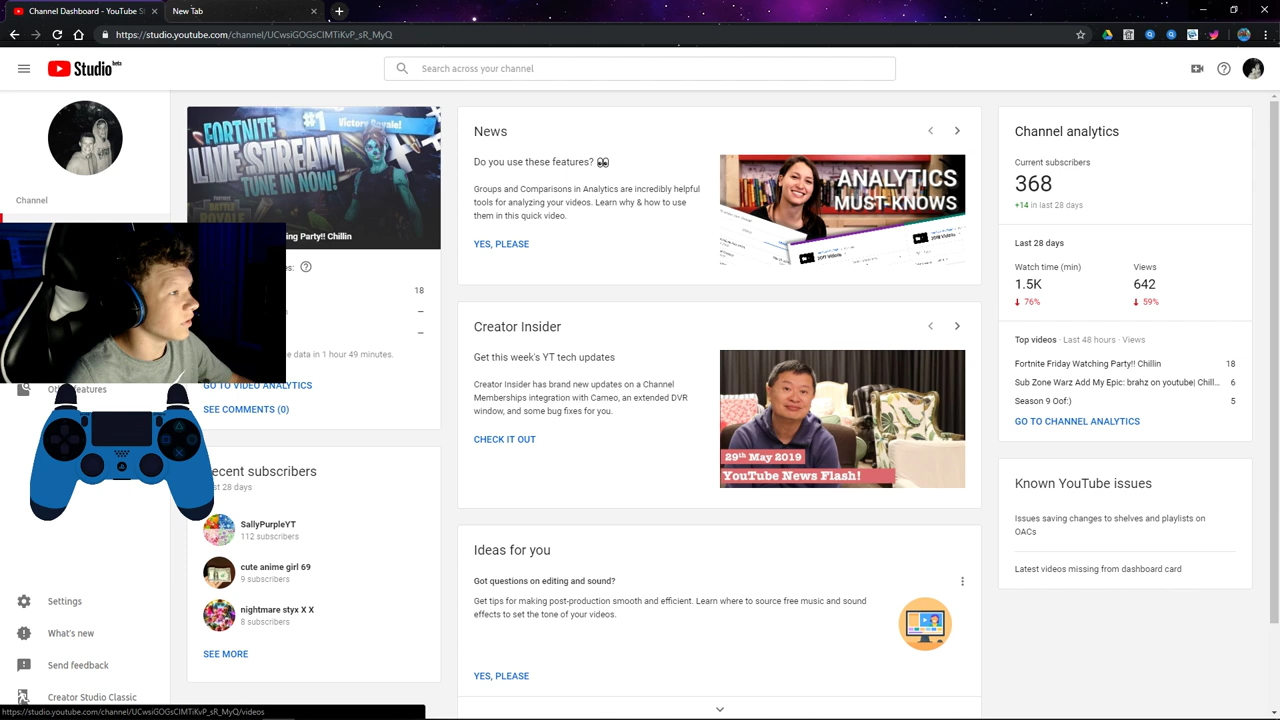 Channel Dashboard - YouTube S
New Tab
https://studio.youtube.com/channel/UCwsiGOGsCIMTiKvP_sR_MyQ
Studio beta
Search across your channel
Channel
Other features
Settings
What's new
Send feedback
Creator Studio Classic
https://studio.youtube.com/channel/UCwsiGOGsCIMTiKvP_sR_MyQ/videos
FORTNITE
#1 Victory Royale!
LIVE STREAM
TUNE IN NOW!
FORTNITE
BATTLE ROYALE
ing Party!! Chillin
es:
18
–
–
e data in 1 hour 49 minutes.
GO TO VIDEO ANALYTICS
SEE COMMENTS (0)
ecent subscribers
st 28 days
SallyPurpleYT
112 subscribers
cute anime girl 69
9 subscribers
nightmare styx X X
8 subscribers
SEE MORE
News
Do you use these features? 👀
Groups and Comparisons in Analytics are incredibly helpful
tools for analyzing your videos. Learn why & how to use
them in this quick video.
YES, PLEASE
ANALYTICS
MUST-KNOWS
Creator Insider
Get this week's YT tech updates
Creator Insider has brand new updates on a Channel
Memberships integration with Cameo, an extended DVR
window, and some bug fixes for you.
CHECK IT OUT
29th May 2019
YouTube News Flash!
Ideas for you
Got questions on editing and sound?
Get tips for making post-production smooth and efficient. Learn where to source free music and sound
effects to set the tone of your videos.
YES, PLEASE
Channel analytics
Current subscribers
368
+14 in last 28 days
Last 28 days
Watch time (min)
Views
1.5K
642
76%
59%
Top videos · Last 48 hours · Views
Fortnite Friday Watching Party!! Chillin 18
Sub Zone Warz Add My Epic: brahz on youtube| Chill... 6
Season 9 Oof:) 5
GO TO CHANNEL ANALYTICS
Known YouTube issues
Issues saving changes to shelves and playlists on
OACs
Latest videos missing from dashboard card